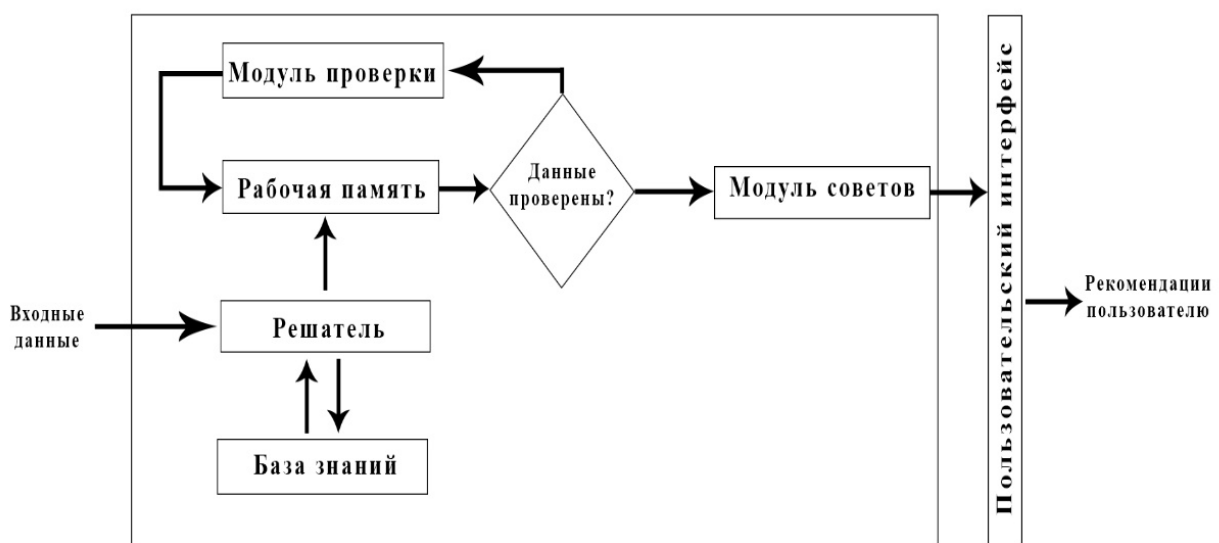 Модуль проверки
Рабочая память
Данные
проверены?
Модуль советов
Пользовательский интерфейс
Входные
данные
Решатель
Рекомендации
пользователю
База знаний